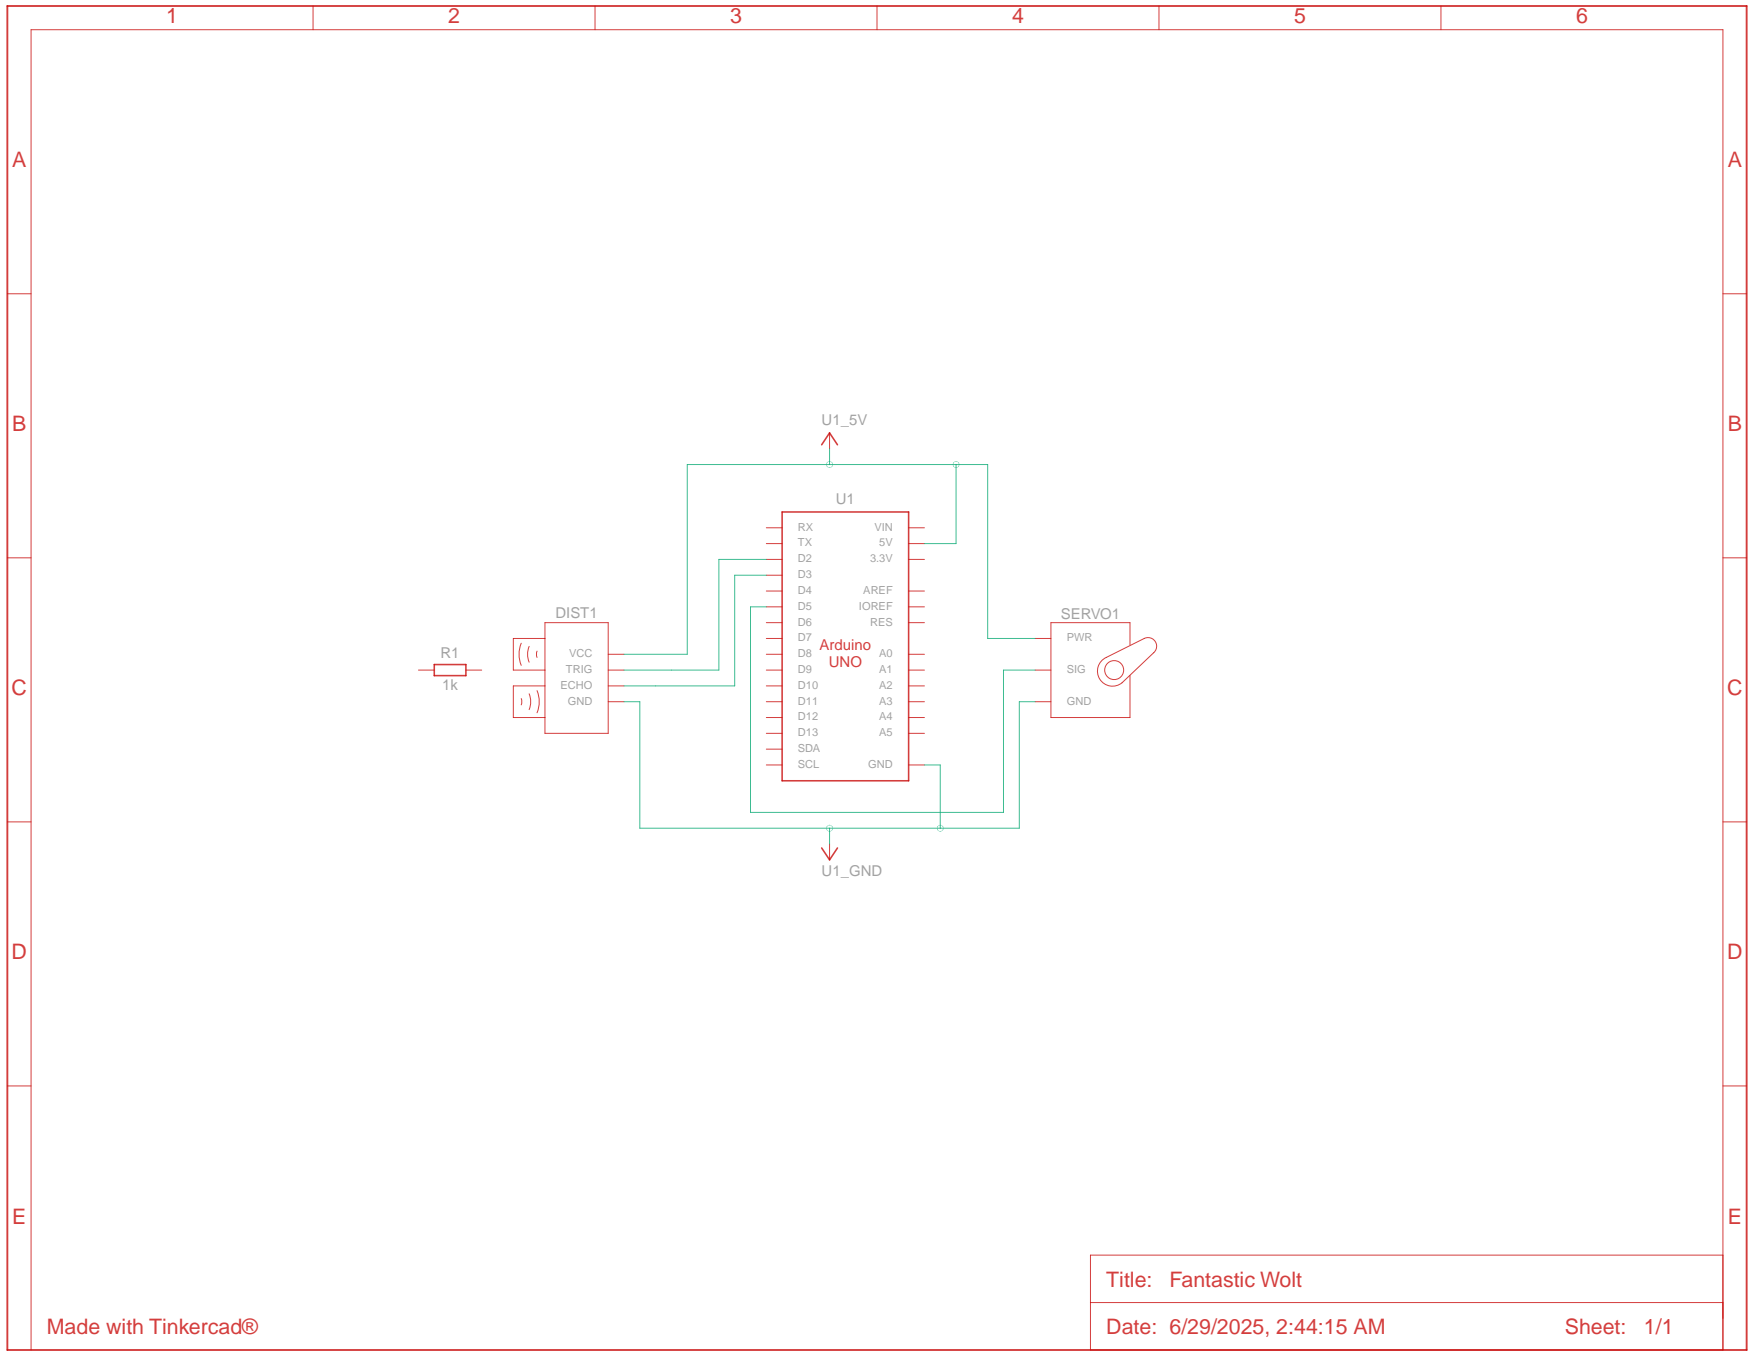 1 2 3 4 5 6
A A
B B
U1_5V
U1
RX VIN
TX 5V
D2 3.3V
D3
D4 AREF
D5 IOREF
D6 RES
D7
Arduino
UNO
D8 A0
D9 A1
D10 A2
D11 A3
D12 A4
D13 A5
SDA
SCL GND
DIST1
VCC
TRIG
ECHO
GND
R1
1k
SERVO1
PWR
SIG
GND
C C
U1_GND
D D
E E
Title: Fantastic Wolt
Made with Tinkercad®
Date: 6/29/2025, 2:44:15 AM Sheet: 1/1